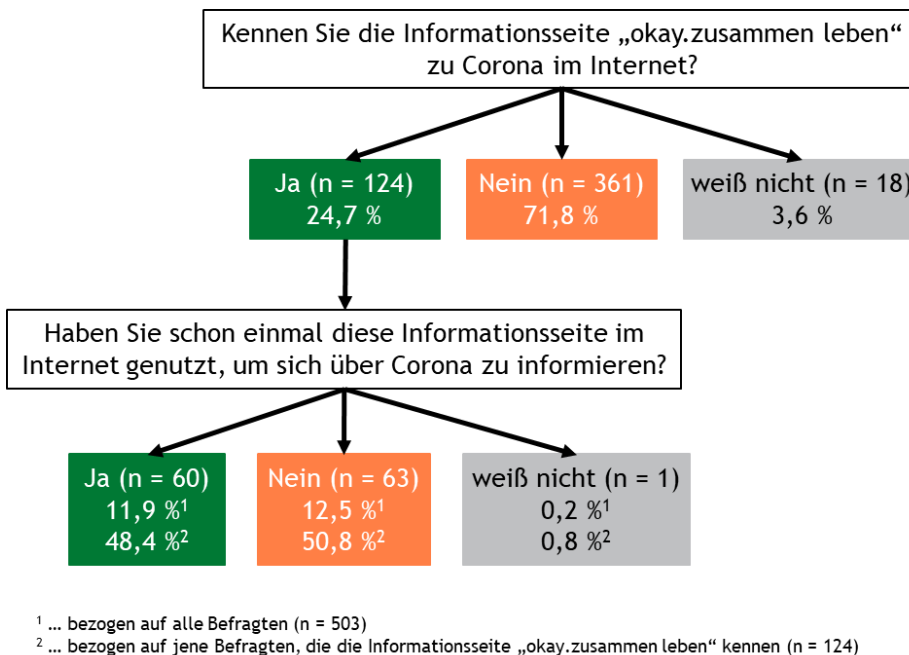 Kennen Sie die Informationsseite „okay.zusammen leben“
zu Corona im Internet?
Ja (n = 124)
24,7 %
Nein (n = 361)
71,8 %
weiß nicht (n = 18)
3,6 %
Haben Sie schon einmal diese Informationsseite im
Internet genutzt, um sich über Corona zu informieren?
Ja (n = 60)
11,9 %¹
48,4 %²
Nein (n = 63)
12,5 %¹
50,8 %²
weiß nicht (n = 1)
0,2 %¹
0,8 %²
¹ … bezogen auf alle Befragten (n = 503)
² … bezogen auf jene Befragten, die die Informationsseite „okay.zusammen leben“ kennen (n = 124)